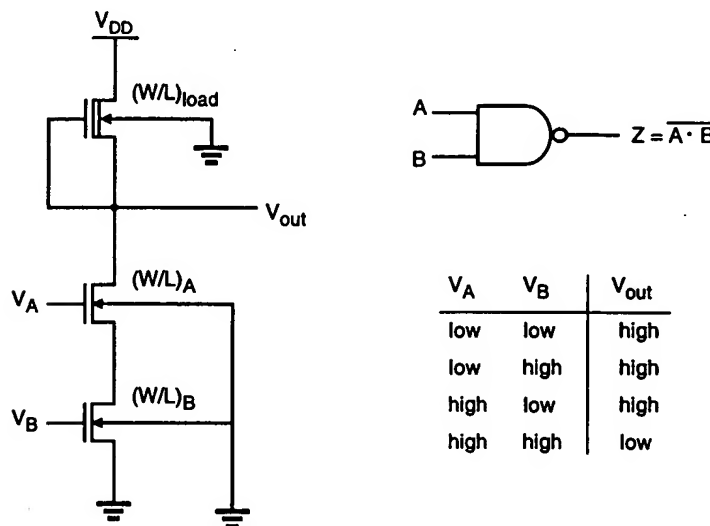 V_DD
(W/L)_load
V_out
V_A
(W/L)_A
V_B
(W/L)_B
A
B
Z = \overline{A · B}
V_A V_B V_out
low low high
low high high
high low high
high high low